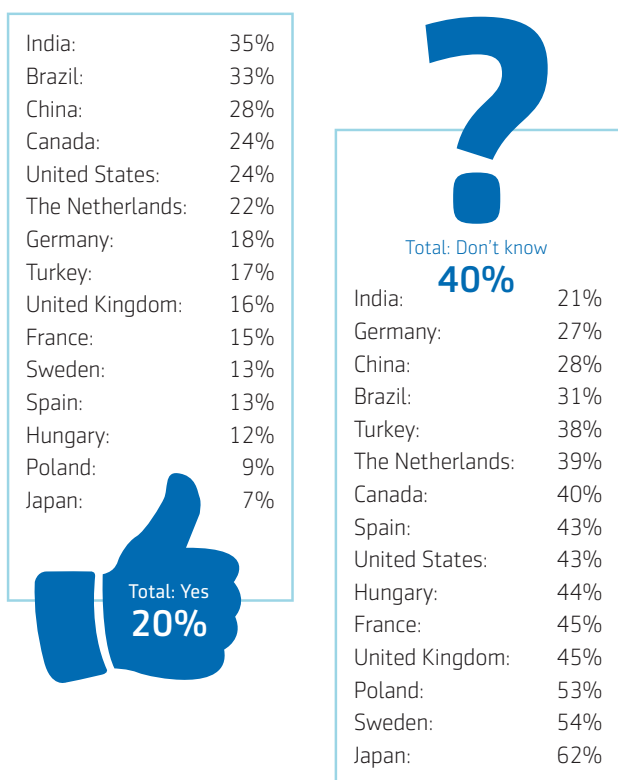 India: 35%
Brazil: 33%
China: 28%
Canada: 24%
United States: 24%
The Netherlands: 22%
Germany: 18%
Turkey: 17%
United Kingdom: 16%
France: 15%
Sweden: 13%
Spain: 13%
Hungary: 12%
Poland: 9%
Japan: 7%
Total: Yes
20%
?
Total: Don't know
40%
India: 21%
Germany: 27%
China: 28%
Brazil: 31%
Turkey: 38%
The Netherlands: 39%
Canada: 40%
Spain: 43%
United States: 43%
Hungary: 44%
France: 45%
United Kingdom: 45%
Poland: 53%
Sweden: 54%
Japan: 62%